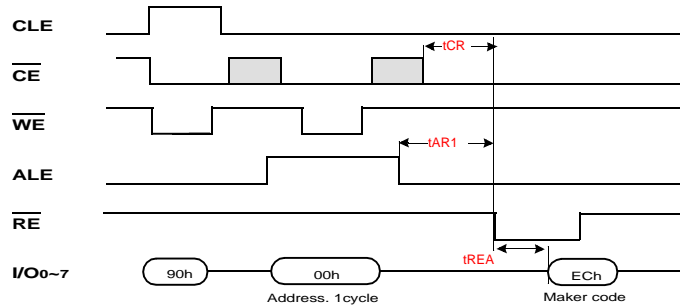 CLE
tCR
CE
WE
tAR1
ALE
RE
tREA
I/O0~7
90h
00h
ECh
Address. 1cycle
Maker code